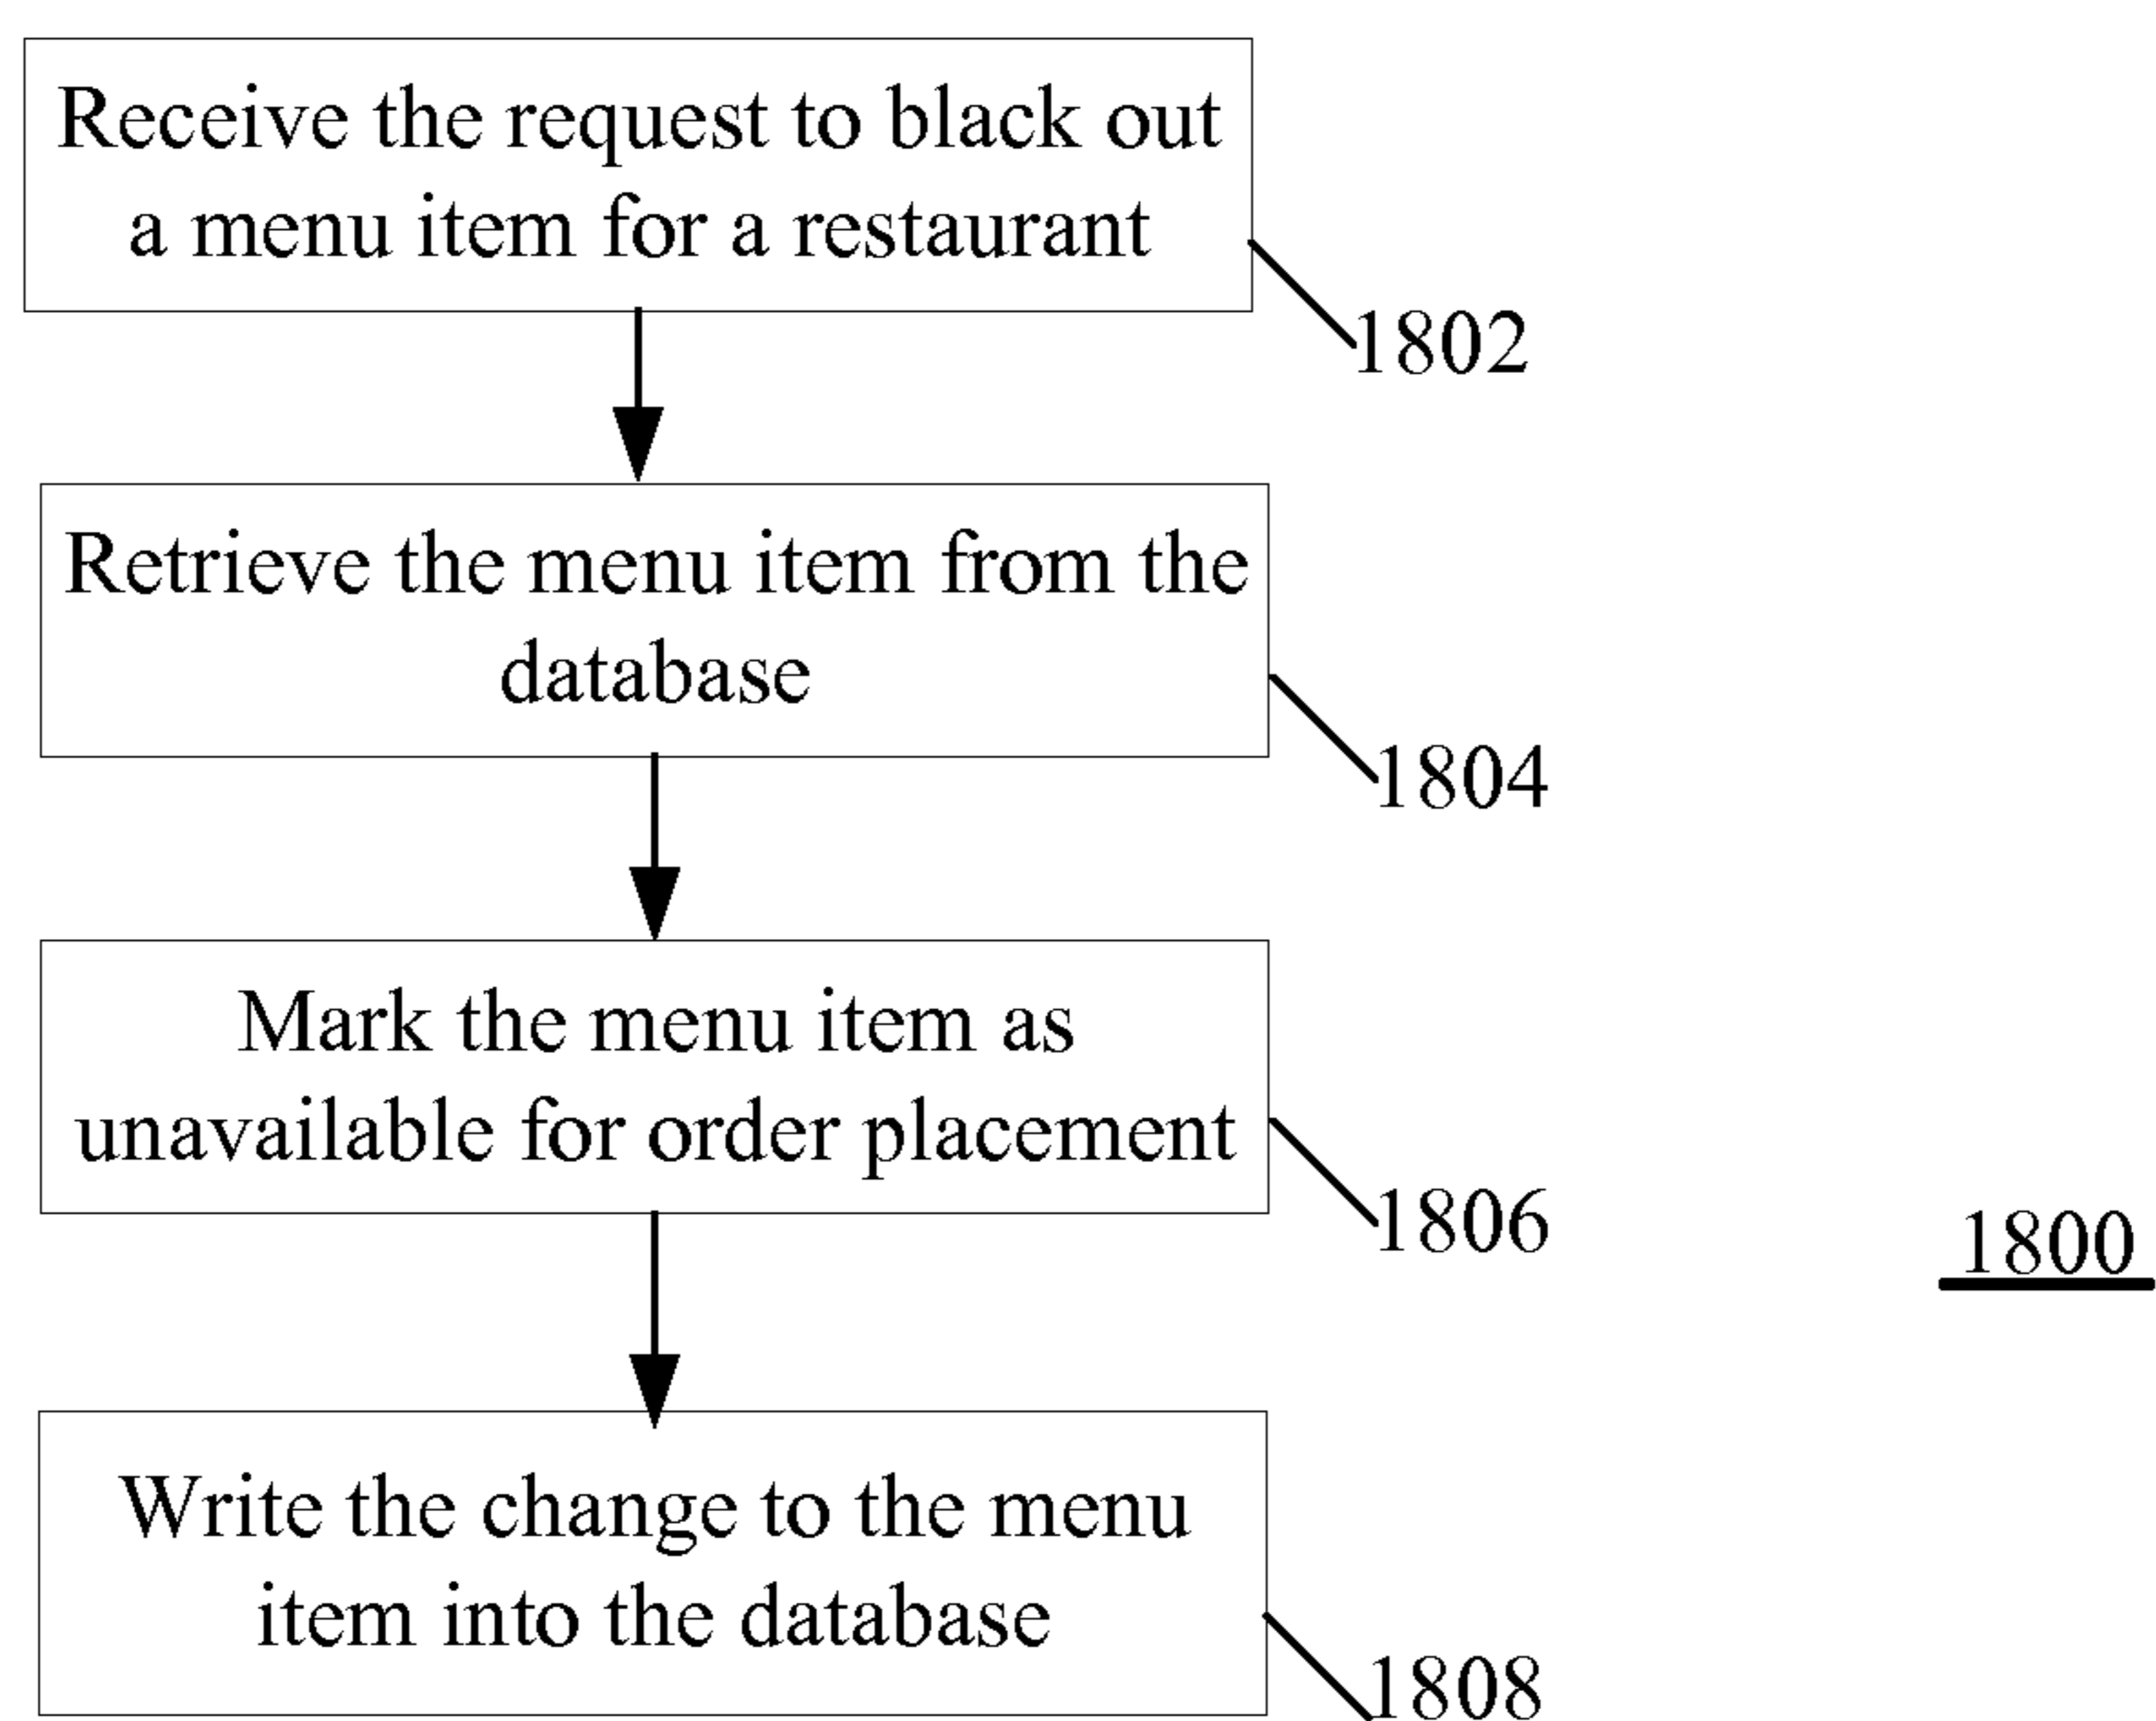 Receive the request to black out
a menu item for a restaurant
1802
Retrieve the menu item from the
database
1804
Mark the menu item as
unavailable for order placement
1806
1800
Write the change to the menu
item into the database
1808